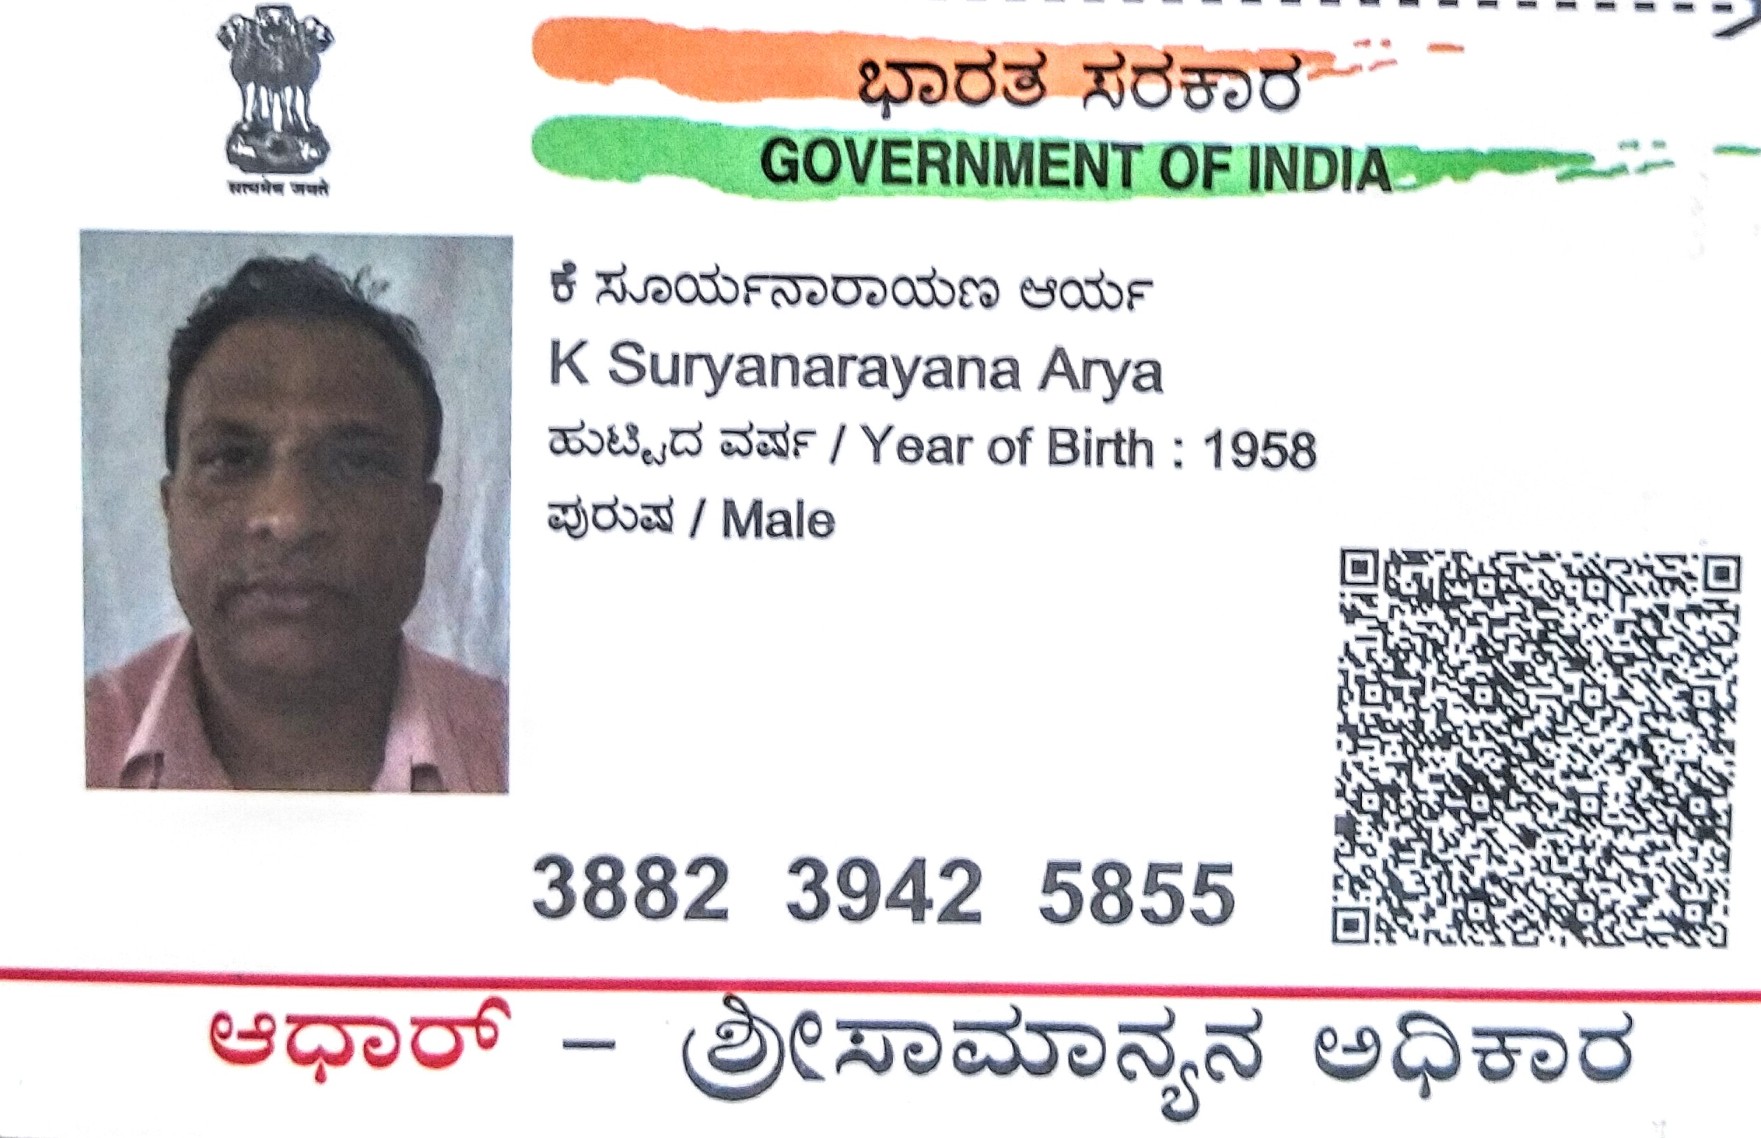 ಭಾರತ ಸರಕಾರ
GOVERNMENT OF INDIA
सत्यमेव जयते
ಕೆ ಸೂರ್ಯನಾರಾಯಣ ಆರ್ಯ
K Suryanarayana Arya
ಹುಟ್ಟಿದ ವರ್ಷ / Year of Birth : 1958
ಪುರುಷ / Male
3882 3942 5855
ಆಧಾರ್ – ಶ್ರೀಸಾಮಾನ್ಯನ ಅಧಿಕಾರ